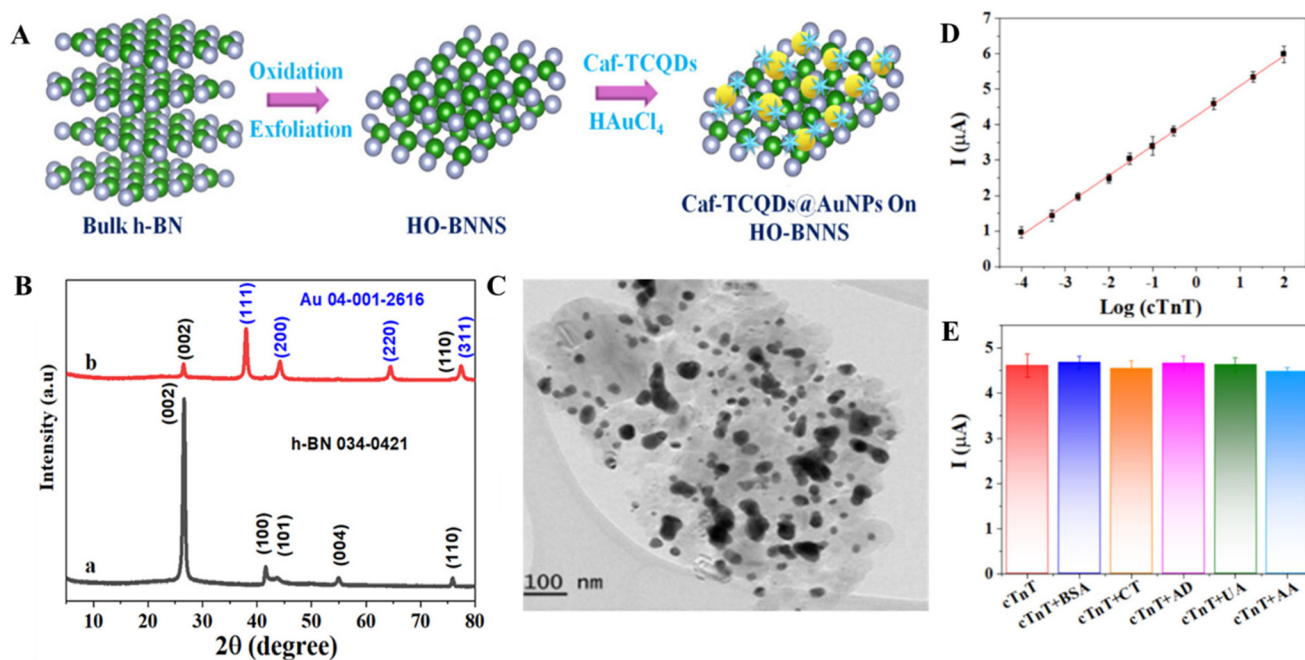 A
Oxidation
Exfoliation
Caf-TCQDs
HAuCl4
Bulk h-BN
HO-BNNS
Caf-TCQDs@AuNPs On
HO-BNNS
B
Intensity (a.u)
Au 04-001-2616
b
(002)
(111)
(200)
(220)
(110)
(311)
(002)
h-BN 034-0421
a
(100)
(101)
(004)
(110)
10 20 30 40 50 60 70 80
2θ (degree)
C
100 nm
D
I (μA)
7
6
5
4
3
2
1
0
-4 -3 -2 -1 0 1 2
Log (cTnT)
E
I (μA)
5
4
3
2
1
0
cTnT
cTnT+BSA
cTnT+CT
cTnT+AD
cTnT+UA
cTnT+AA